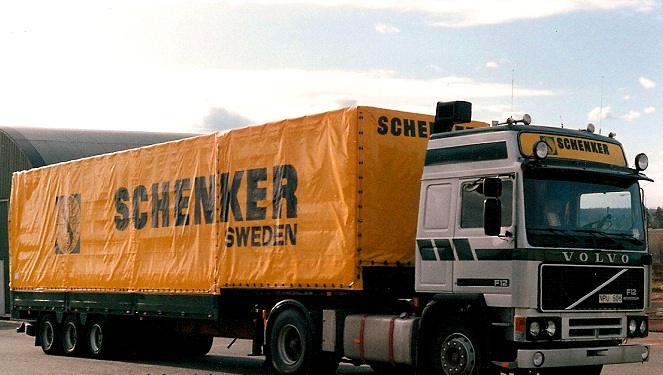 SCHENKER
SWEDEN
SCHE
SCHENKER
VOLVO
F12
F12